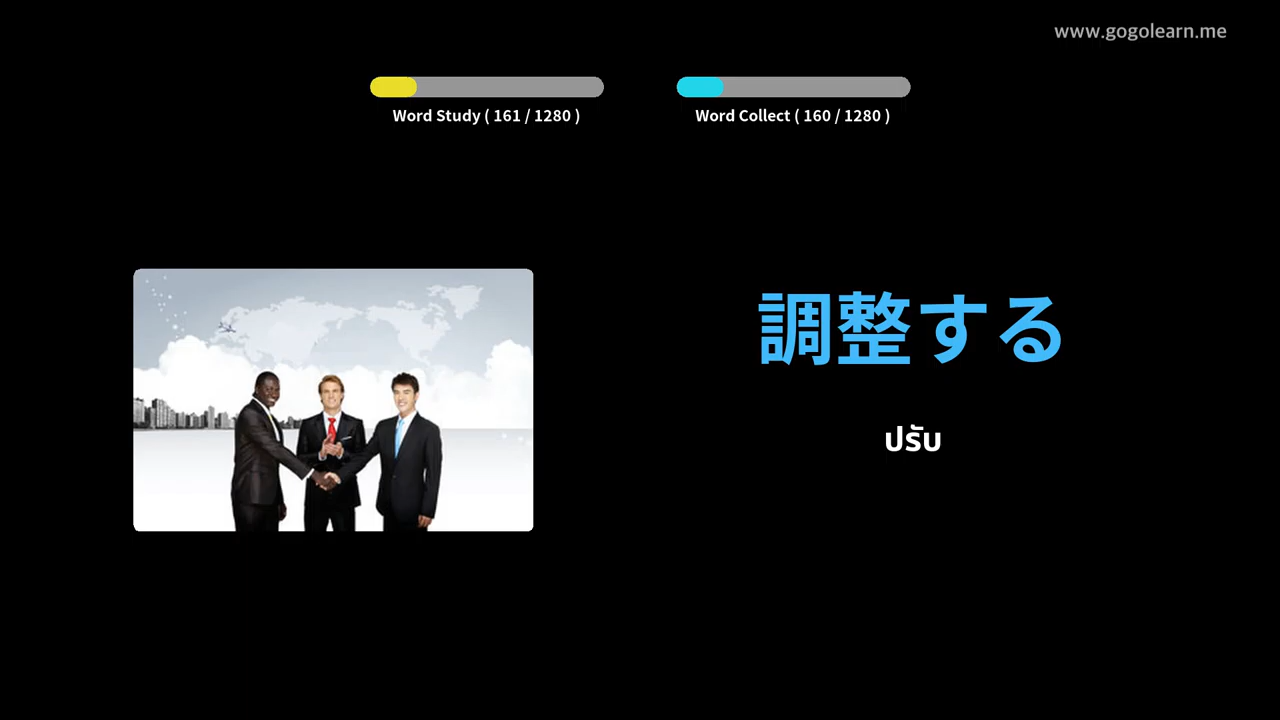 www.gogolearn.me
Word Study ( 161 / 1280 )
Word Collect ( 160 / 1280 )
調整する
ปรับ